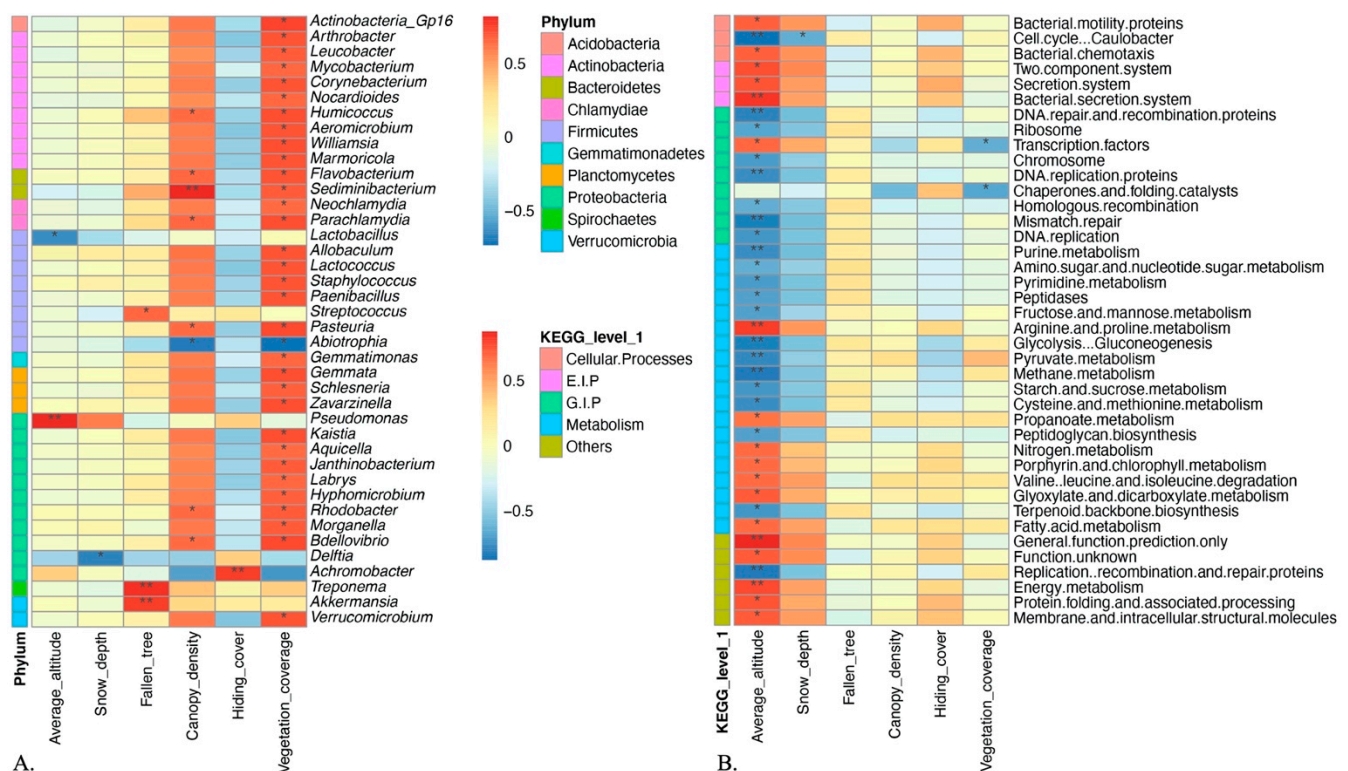 Actinobacteria_Gp16
Arthrobacter
Leucobacter
Mycobacterium
Corynebacterium
Nocardioides
Humicoccus
Aeromicrobium
Williamsia
Marmoricola
Flavobacterium
Sediminibacterium
Neochlamydia
Parachlamydia
Lactobacillus
Allobaculum
Lactococcus
Staphylococcus
Paenibacillus
Streptococcus
Pasteuria
Abiotrophia
Gemmatimonas
Gemmata
Schlesneria
Zavarzinella
Pseudomonas
Kaistia
Aquicella
Janthinobacterium
Labrys
Hyphomicrobium
Rhodobacter
Morganella
Bdellovibrio
Delftia
Achromobacter
Treponema
Akkermansia
Verrucomicrobium
Phylum
Average_altitude
Snow_depth
Fallen_tree
Canopy_density
Hiding_cover
Vegetation_coverage
A.
0.5
0
−0.5
Phylum
Acidobacteria
Actinobacteria
Bacteroidetes
Chlamydiae
Firmicutes
Gemmatimonadetes
Planctomycetes
Proteobacteria
Spirochaetes
Verrucomicrobia
0.5
0
−0.5
KEGG_level_1
Cellular.Processes
E.I.P
G.I.P
Metabolism
Others
Bacterial.motility.proteins
Cell.cycle...Caulobacter
Bacterial.chemotaxis
Two.component.system
Secretion.system
Bacterial.secretion.system
DNA.repair.and.recombination.proteins
Ribosome
Transcription.factors
Chromosome
DNA.replication.proteins
Chaperones.and.folding.catalysts
Homologous.recombination
Mismatch.repair
DNA.replication
Purine.metabolism
Amino.sugar.and.nucleotide.sugar.metabolism
Pyrimidine.metabolism
Peptidases
Fructose.and.mannose.metabolism
Arginine.and.proline.metabolism
Glycolysis...Gluconeogenesis
Pyruvate.metabolism
Methane.metabolism
Starch.and.sucrose.metabolism
Cysteine.and.methionine.metabolism
Propanoate.metabolism
Peptidoglycan.biosynthesis
Nitrogen.metabolism
Porphyrin.and.chlorophyll.metabolism
Valine..leucine.and.isoleucine.degradation
Glyoxylate.and.dicarboxylate.metabolism
Terpenoid.backbone.biosynthesis
Fatty.acid.metabolism
General.function.prediction.only
Function.unknown
Replication..recombination.and.repair.proteins
Energy.metabolism
Protein.folding.and.associated.processing
Membrane.and.intracellular.structural.molecules
KEGG_level_1
Average_altitude
Snow_depth
Fallen_tree
Canopy_density
Hiding_cover
Vegetation_coverage
B.